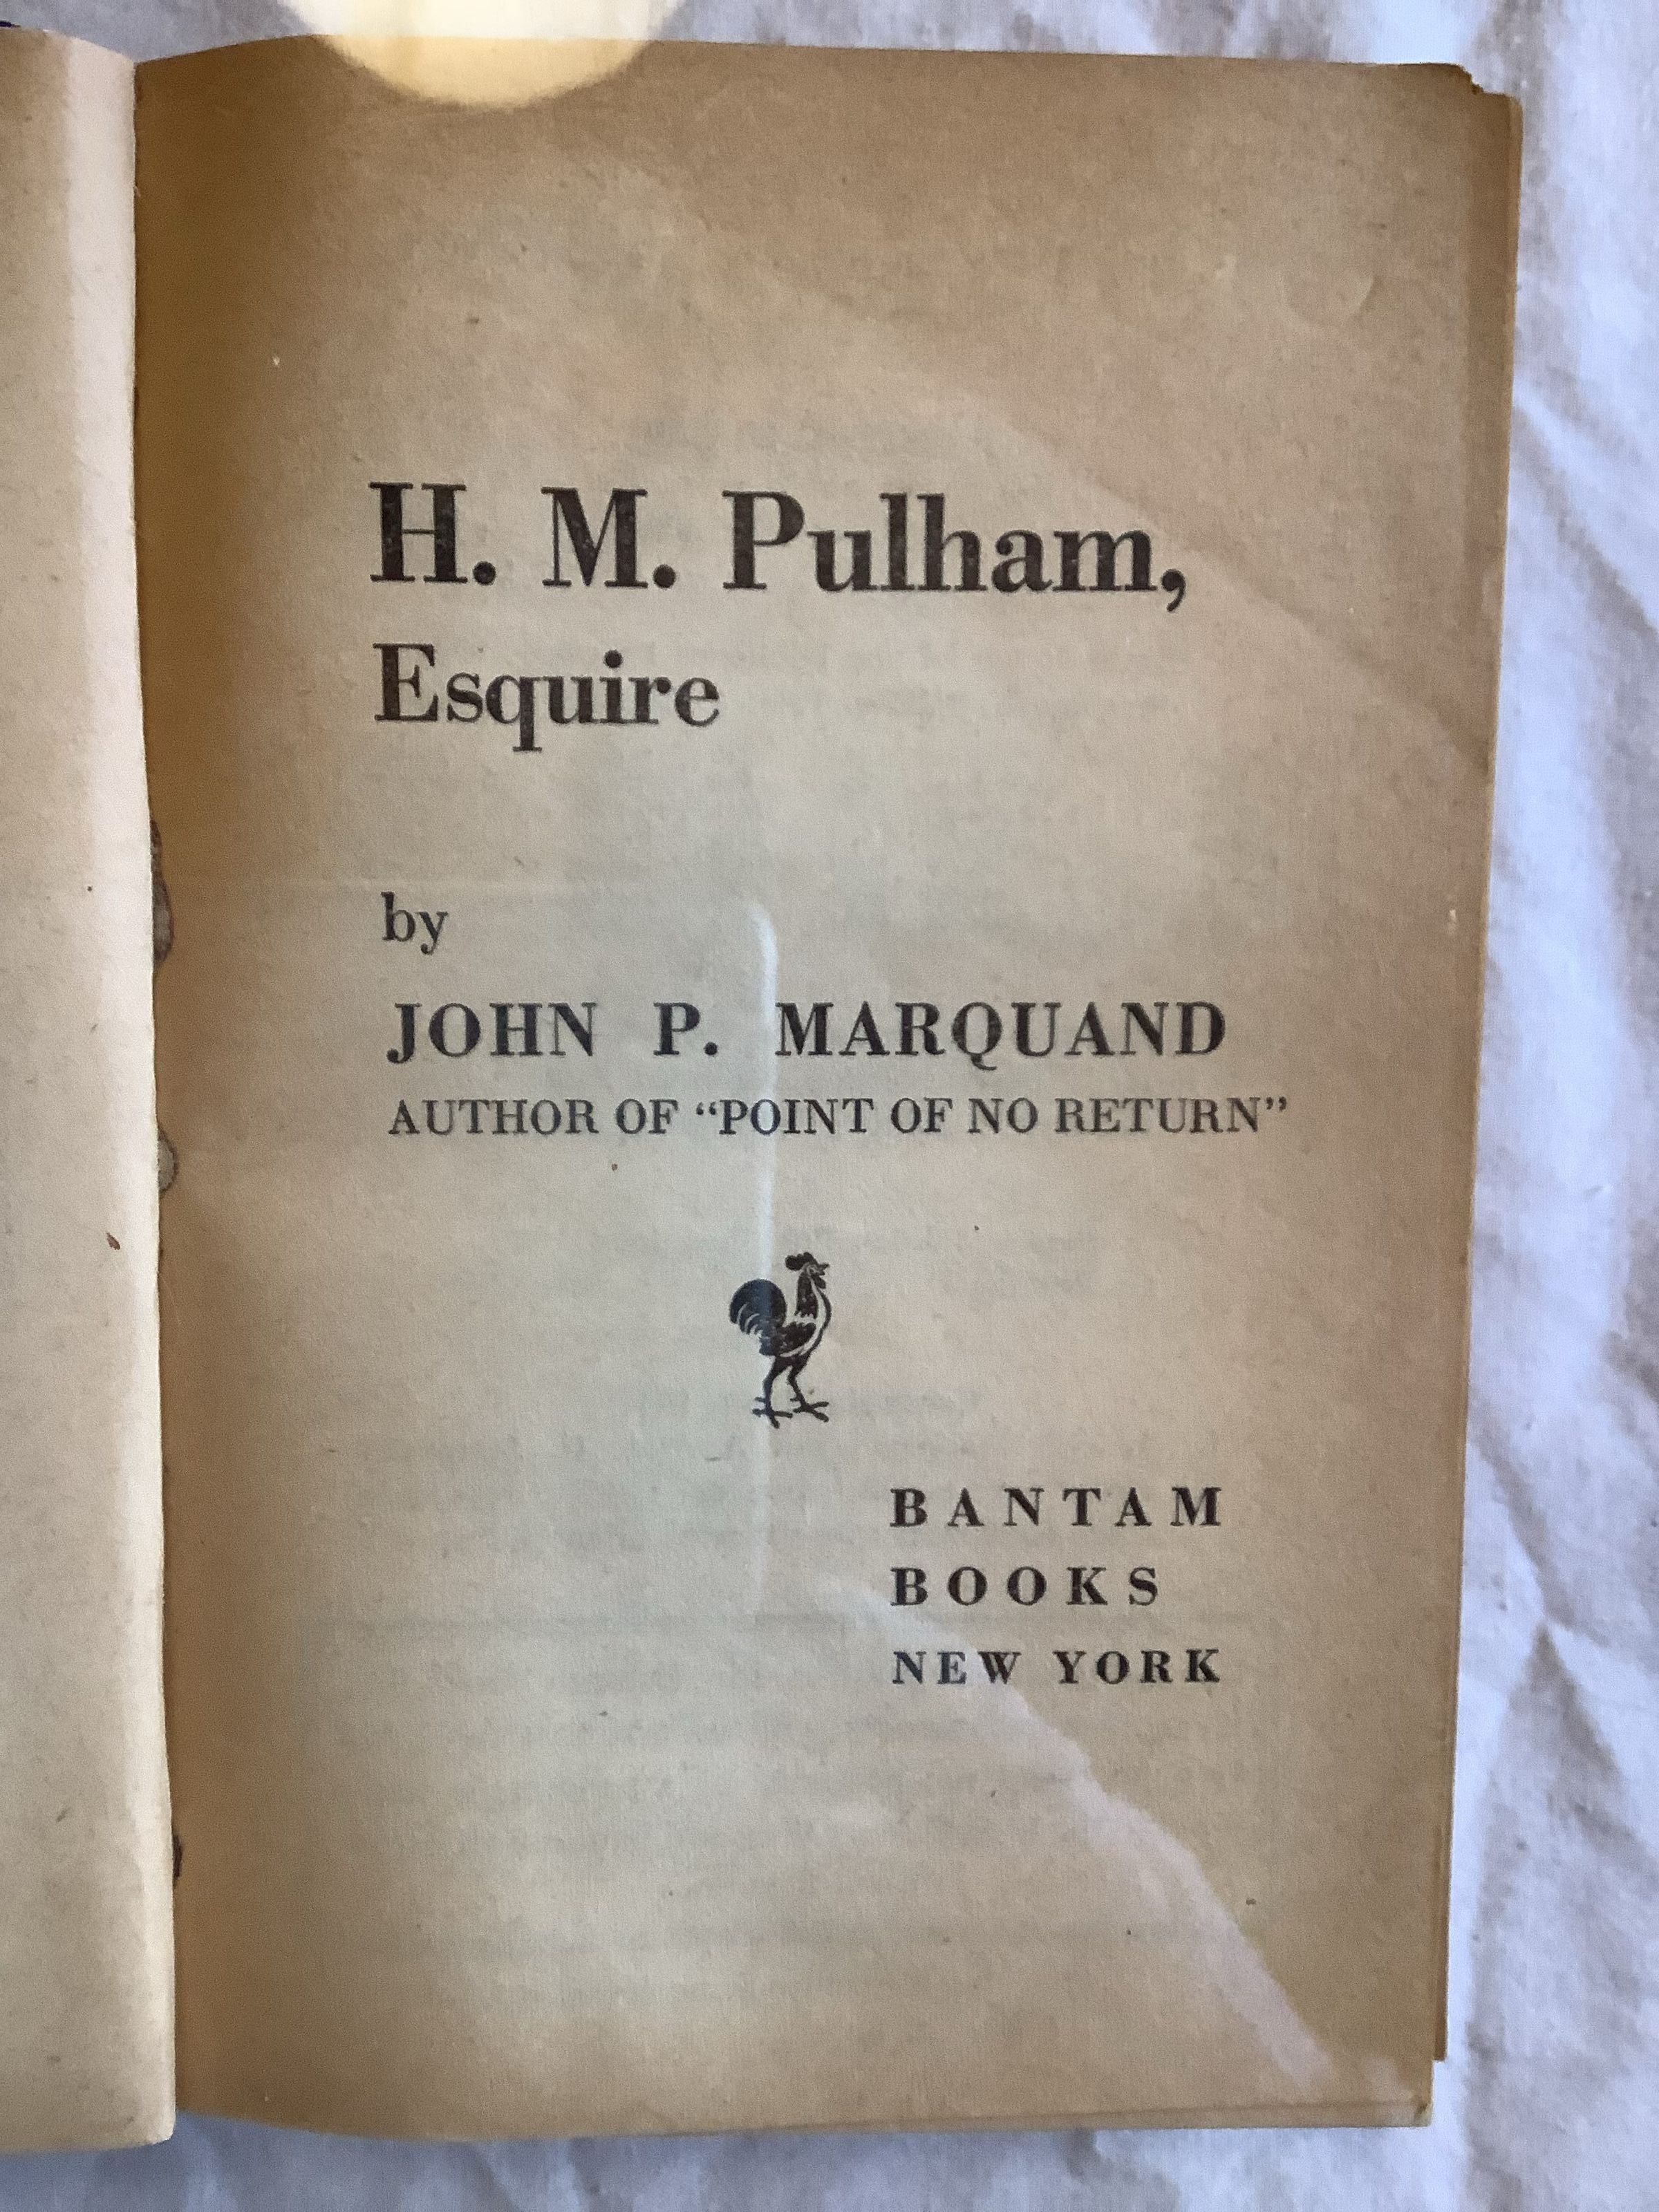 H. M. Pulham,
Esquire
by
JOHN P. MARQUAND
AUTHOR OF “POINT OF NO RETURN”
BANTAM
BOOKS
NEW YORK